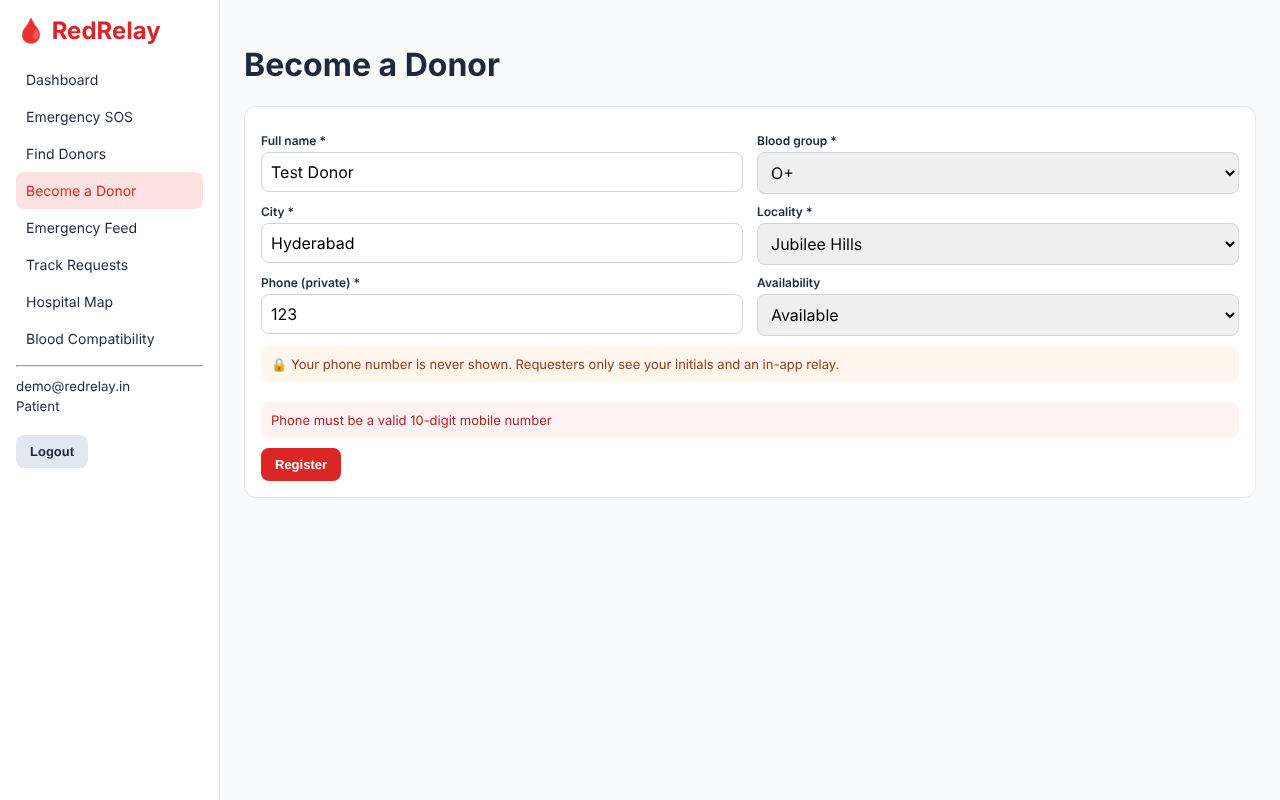 RedRelay
Dashboard
Emergency SOS
Find Donors
Become a Donor
Emergency Feed
Track Requests
Hospital Map
Blood Compatibility
demo@redrelay.in
Patient
Logout
Become a Donor
Full name *
Test Donor
Blood group *
O+
City *
Hyderabad
Locality *
Jubilee Hills
Phone (private) *
123
Availability
Available
🔒 Your phone number is never shown. Requesters only see your initials and an in-app relay.
Phone must be a valid 10-digit mobile number
Register